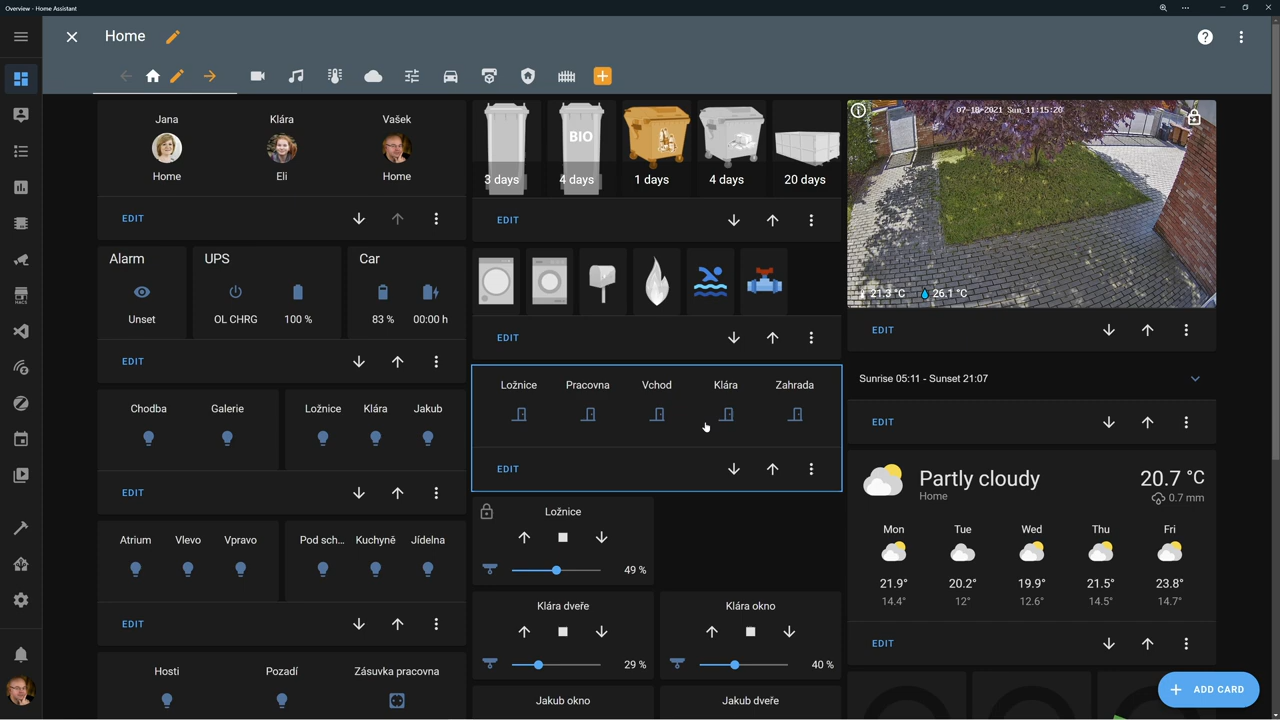 Overview - Home Assistant
Home
Jana
Klára
Vašek
Home
Eli
Home
EDIT
BIO
3 days
4 days
1 days
4 days
20 days
EDIT
07-18-2021 Sun 11:15:20
21.3 °C
26.1 °C
EDIT
Alarm
UPS
Car
Unset
OL CHRG
100 %
83 %
00:00 h
EDIT
EDIT
Sunrise 05:11 - Sunset 21:07
EDIT
Chodba
Galerie
Ložnice
Klára
Jakub
EDIT
Ložnice
Pracovna
Vchod
Klára
Zahrada
EDIT
Partly cloudy
Home
20.7 °C
0.7 mm
Mon
Tue
Wed
Thu
Fri
21.9°
20.2°
19.9°
21.5°
23.8°
14.4°
12°
12.6°
14.5°
14.7°
EDIT
Atrium
Vlevo
Vpravo
Pod sch...
Kuchyně
Jídelna
EDIT
Ložnice
49 %
Klára dveře
29 %
Klára okno
40 %
Hosti
Pozadí
Zásuvka pracovna
Jakub okno
Jakub dveře
HACS
ADD CARD